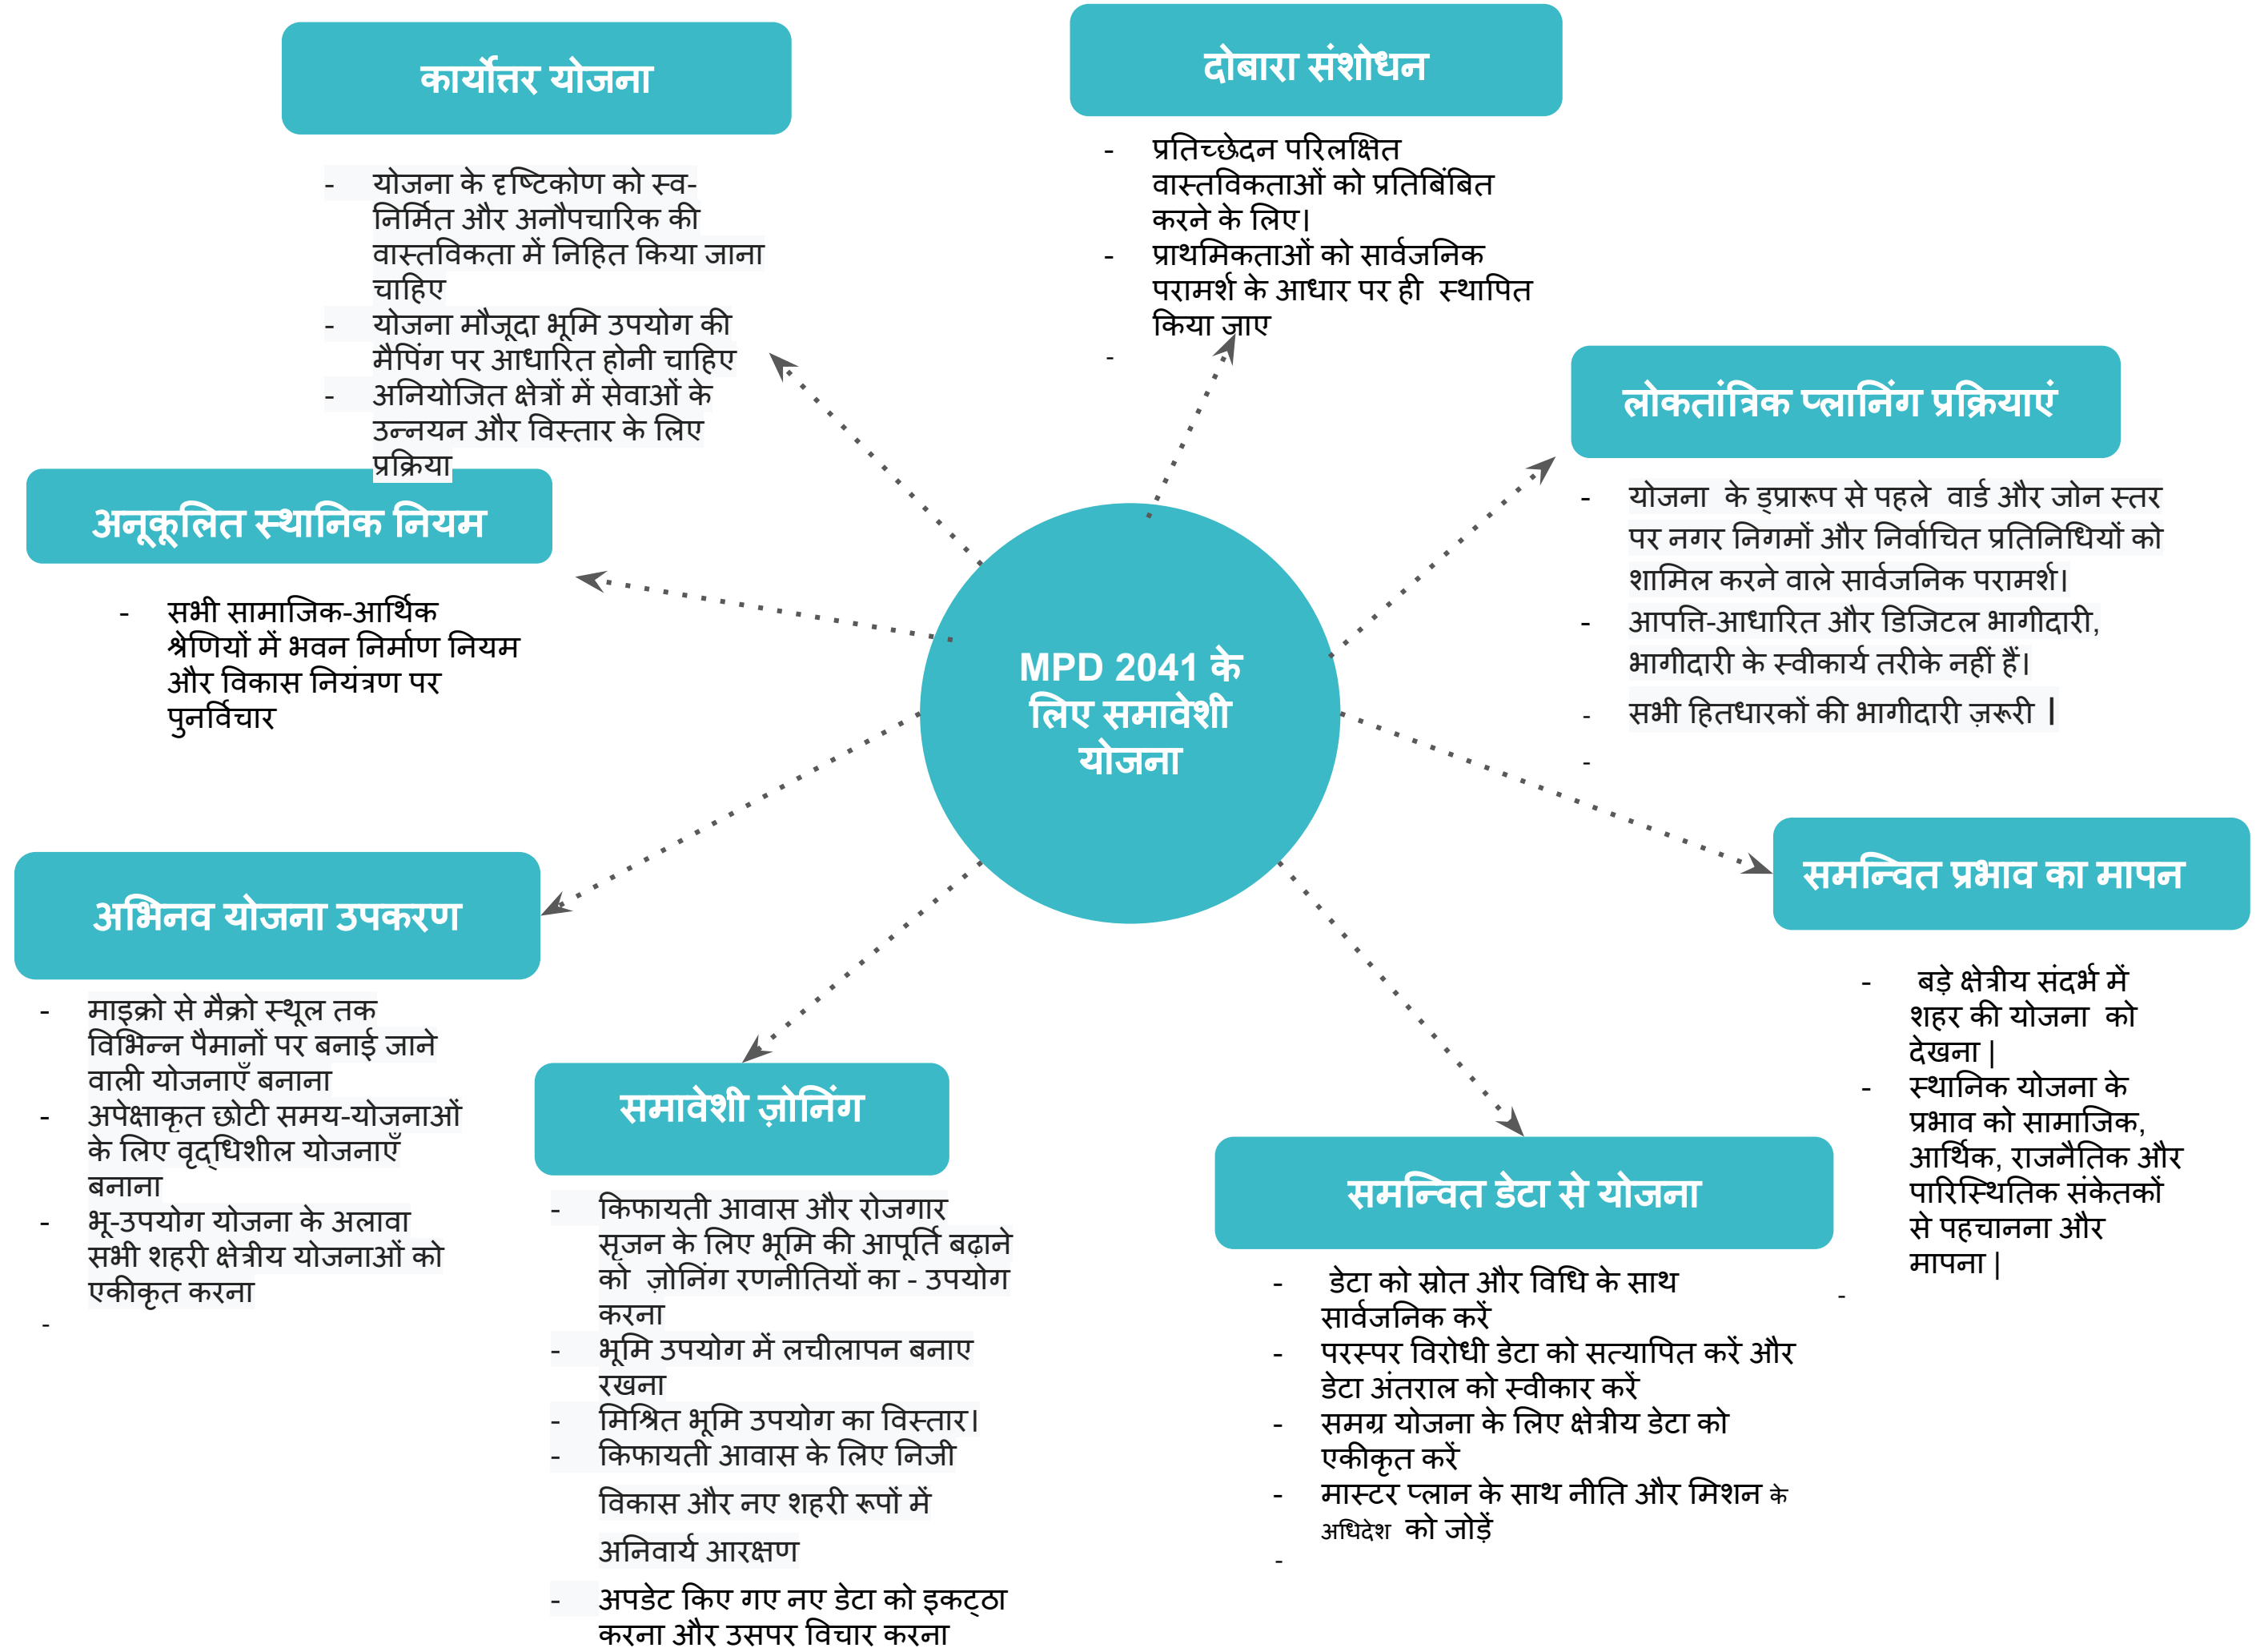 कार्योत्तर योजना
- योजना के दृष्टिकोण को स्व-
निर्मित और अनौपचारिक की
वास्तविकता में निहित किया जाना
चाहिए
- योजना मौजूदा भूमि उपयोग की
मैपिंग पर आधारित होनी चाहिए
- अनियोजित क्षेत्रों में सेवाओं के
उन्नयन और विस्तार के लिए
प्रक्रिया
दोबारा संशोधन
- प्रतिच्छेदन परिलक्षित
वास्तविकताओं को प्रतिबिंबित
करने के लिए।
- प्राथमिकताओं को सार्वजनिक
परामर्श के आधार पर ही स्थापित
किया जाए
-
लोकतांत्रिक प्लानिंग प्रक्रियाएं
- योजना के ड्प्रारूप से पहले वार्ड और जोन स्तर
पर नगर निगमों और निर्वाचित प्रतिनिधियों को
शामिल करने वाले सार्वजनिक परामर्श।
- आपत्ति-आधारित और डिजिटल भागीदारी,
भागीदारी के स्वीकार्य तरीके नहीं हैं।
- सभी हितधारकों की भागीदारी ज़रूरी |
-
अनूकूलित स्थानिक नियम
- सभी सामाजिक-आर्थिक
श्रेणियों में भवन निर्माण नियम
और विकास नियंत्रण पर
पुनर्विचार
MPD 2041 के
लिए समावेशी
योजना
समन्वित प्रभाव का मापन
- बड़े क्षेत्रीय संदर्भ में
शहर की योजना को
देखना |
- स्थानिक योजना के
प्रभाव को सामाजिक,
आर्थिक, राजनैतिक और
पारिस्थितिक संकेतकों
से पहचानना और
मापना |
-
अभिनव योजना उपकरण
- माइक्रो से मैक्रो स्थूल तक
विभिन्न पैमानों पर बनाई जाने
वाली योजनाएँ बनाना
- अपेक्षाकृत छोटी समय-योजनाओं
के लिए वृद्धिशील योजनाएँ
बनाना
- भू-उपयोग योजना के अलावा
सभी शहरी क्षेत्रीय योजनाओं को
एकीकृत करना
-
समावेशी ज़ोनिंग
- किफायती आवास और रोजगार
सृजन के लिए भूमि की आपूर्ति बढ़ाने
को ज़ोनिंग रणनीतियों का - उपयोग
करना
- भूमि उपयोग में लचीलापन बनाए
रखना
- मिश्रित भूमि उपयोग का विस्तार।
- किफायती आवास के लिए निजी
विकास और नए शहरी रूपों में
अनिवार्य आरक्षण
- अपडेट किए गए नए डेटा को इकट्ठा
करना और उसपर विचार करना
समन्वित डेटा से योजना
- डेटा को स्रोत और विधि के साथ
सार्वजनिक करें
- परस्पर विरोधी डेटा को सत्यापित करें और
डेटा अंतराल को स्वीकार करें
- समग्र योजना के लिए क्षेत्रीय डेटा को
एकीकृत करें
- मास्टर प्लान के साथ नीति और मिशन के
अधिदेश को जोड़ें
-